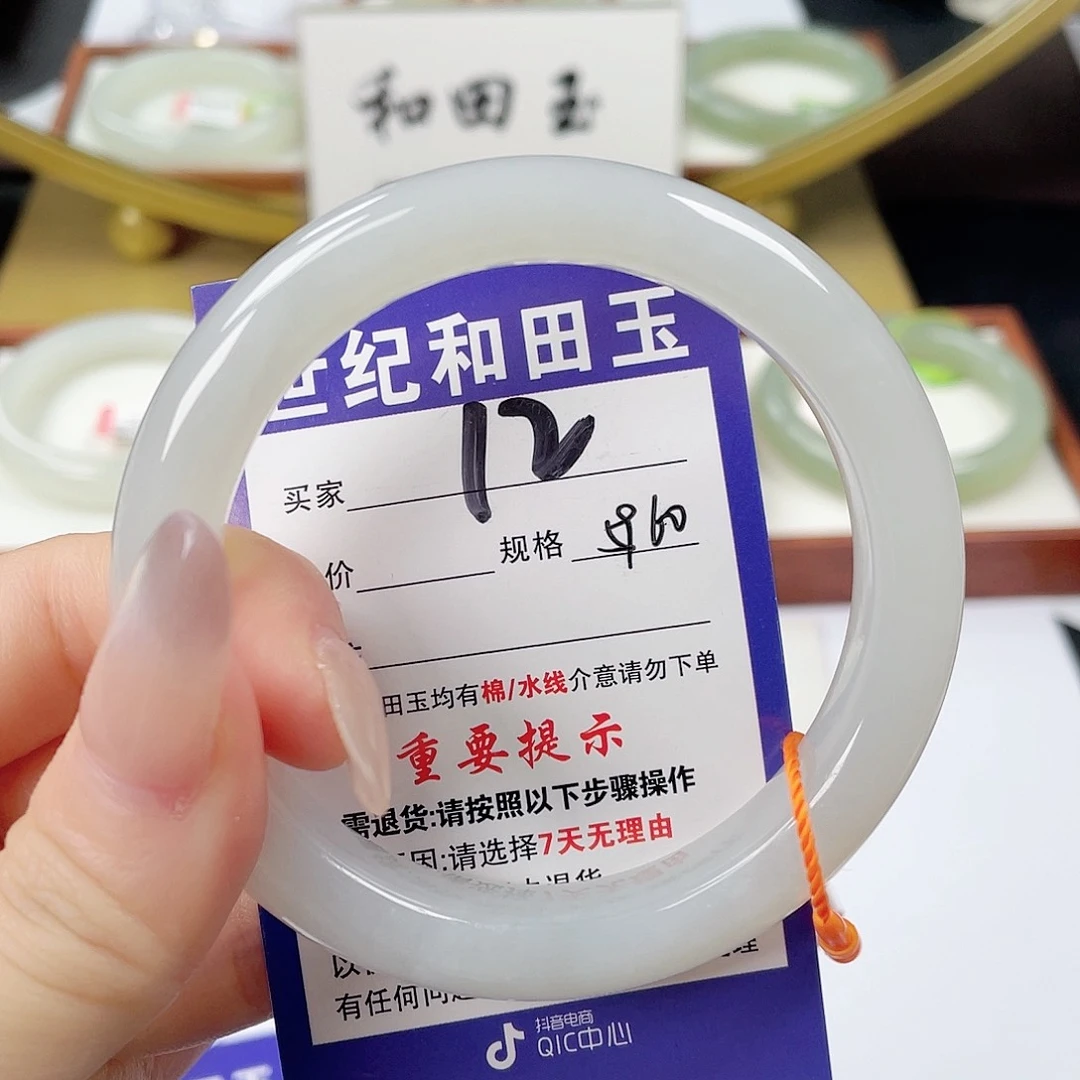 和田玉
世纪和田玉
12
买家
价 规格
田玉均有棉/水线介意请勿下单
重要提示
需退货:请按照以下步骤操作
因:请选择7天无理由
退货
有任何问
抖音电商
QIC中心